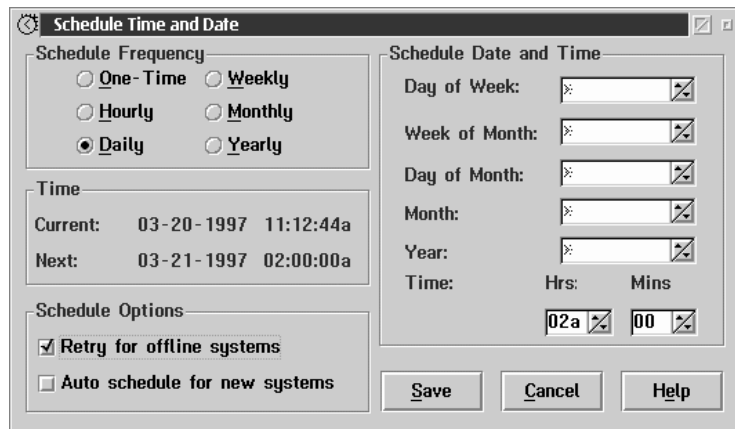 Schedule Time and Date
Schedule Frequency
One-Time Weekly
Hourly Monthly
Daily Yearly
Time
Current: 03-20-1997 11:12:44a
Next: 03-21-1997 02:00:00a
Schedule Options
Retry for offline systems
Auto schedule for new systems
Schedule Date and Time
Day of Week: *
Week of Month: *
Day of Month: *
Month: *
Year: *
Time: Hrs: Mins
02a 00
Save Cancel Help